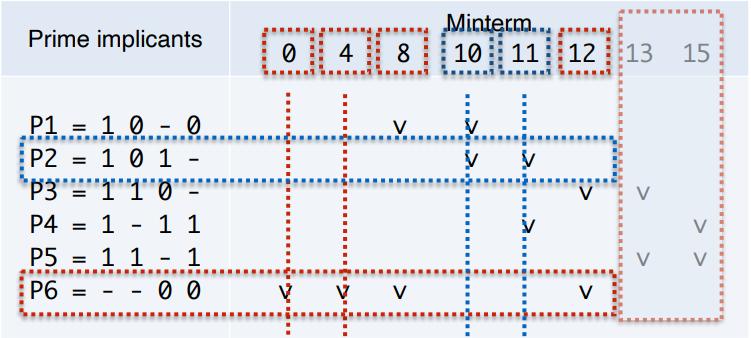 Minterm
Prime implicants 0 4 8 10 11 12 13 15
P1 = 1 0 - 0 v v
P2 = 1 0 1 - v v
P3 = 1 1 0 - v v
P4 = 1 - 1 1 v v
P5 = 1 1 - 1 v v
P6 = - - 0 0 v v v v